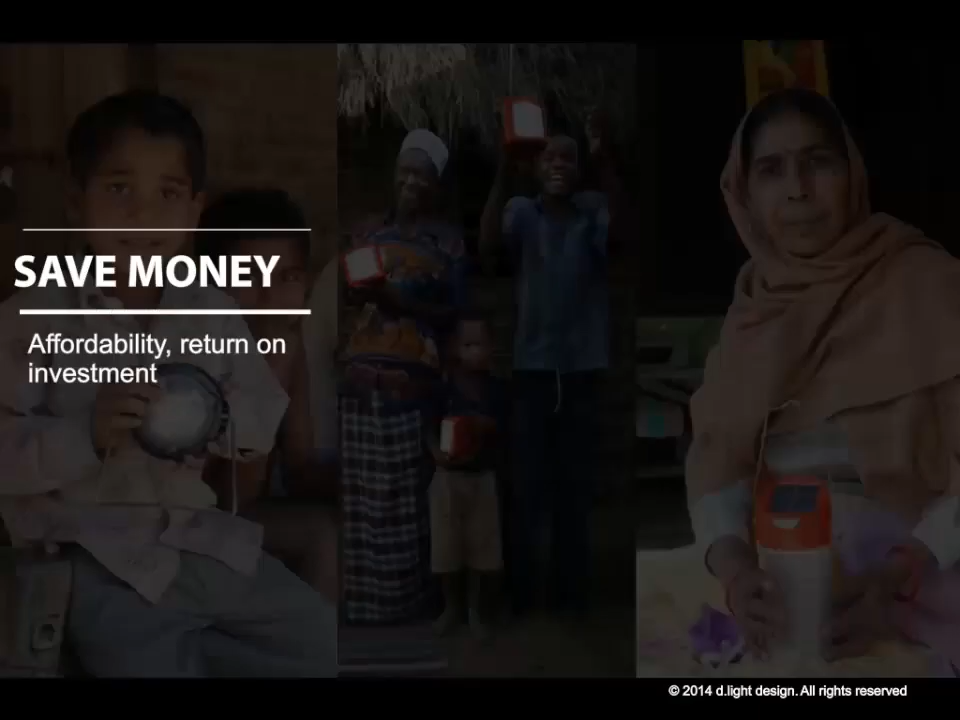 SAVE MONEY
Affordability, return on
investment
© 2014 d.light design. All rights reserved